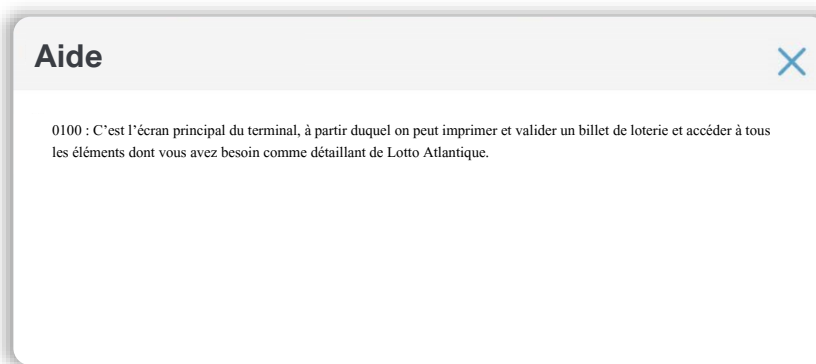 Aide
0100 : C’est l’écran principal du terminal, à partir duquel on peut imprimer et valider un billet de loterie et accéder à tous
les éléments dont vous avez besoin comme détaillant de Lotto Atlantique.